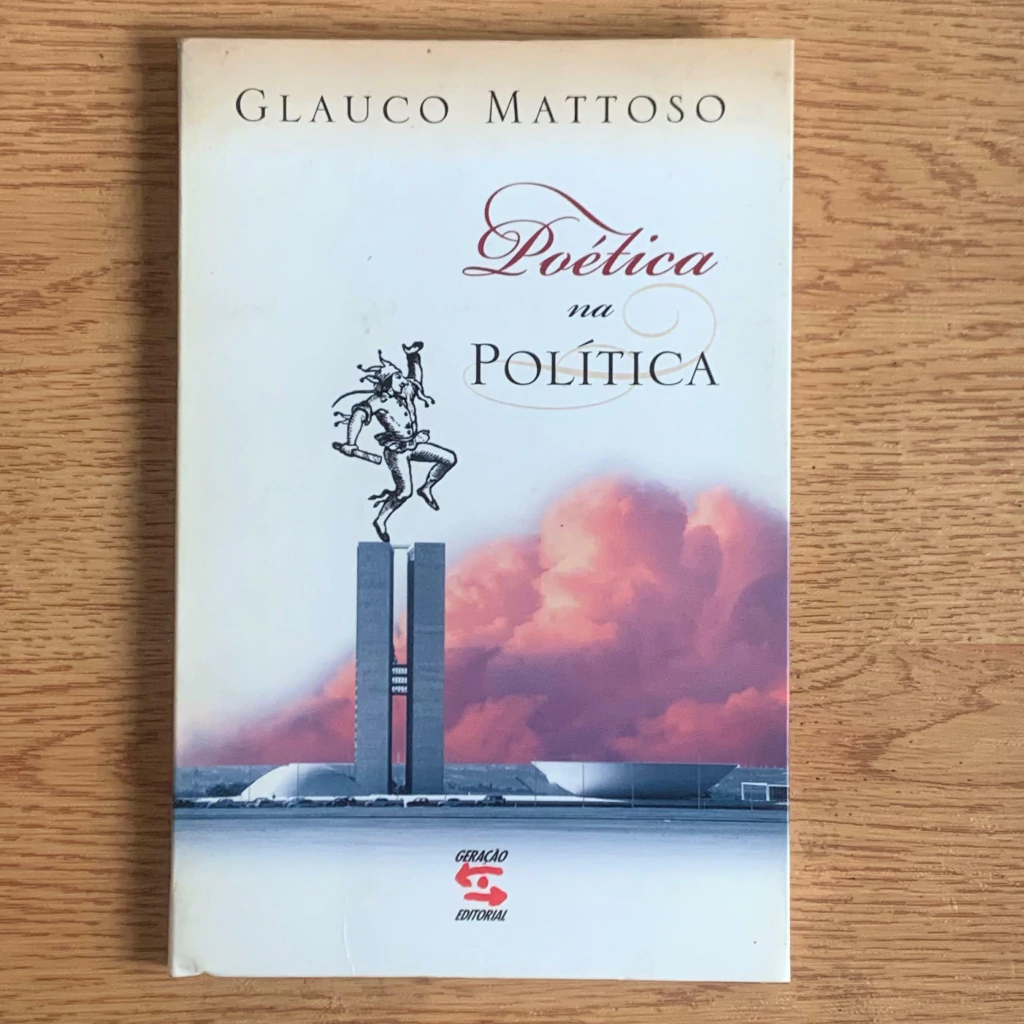 GLAUCO MATTOSO
Poética
na
POLÍTICA
GERAÇÃO
EDITORIAL